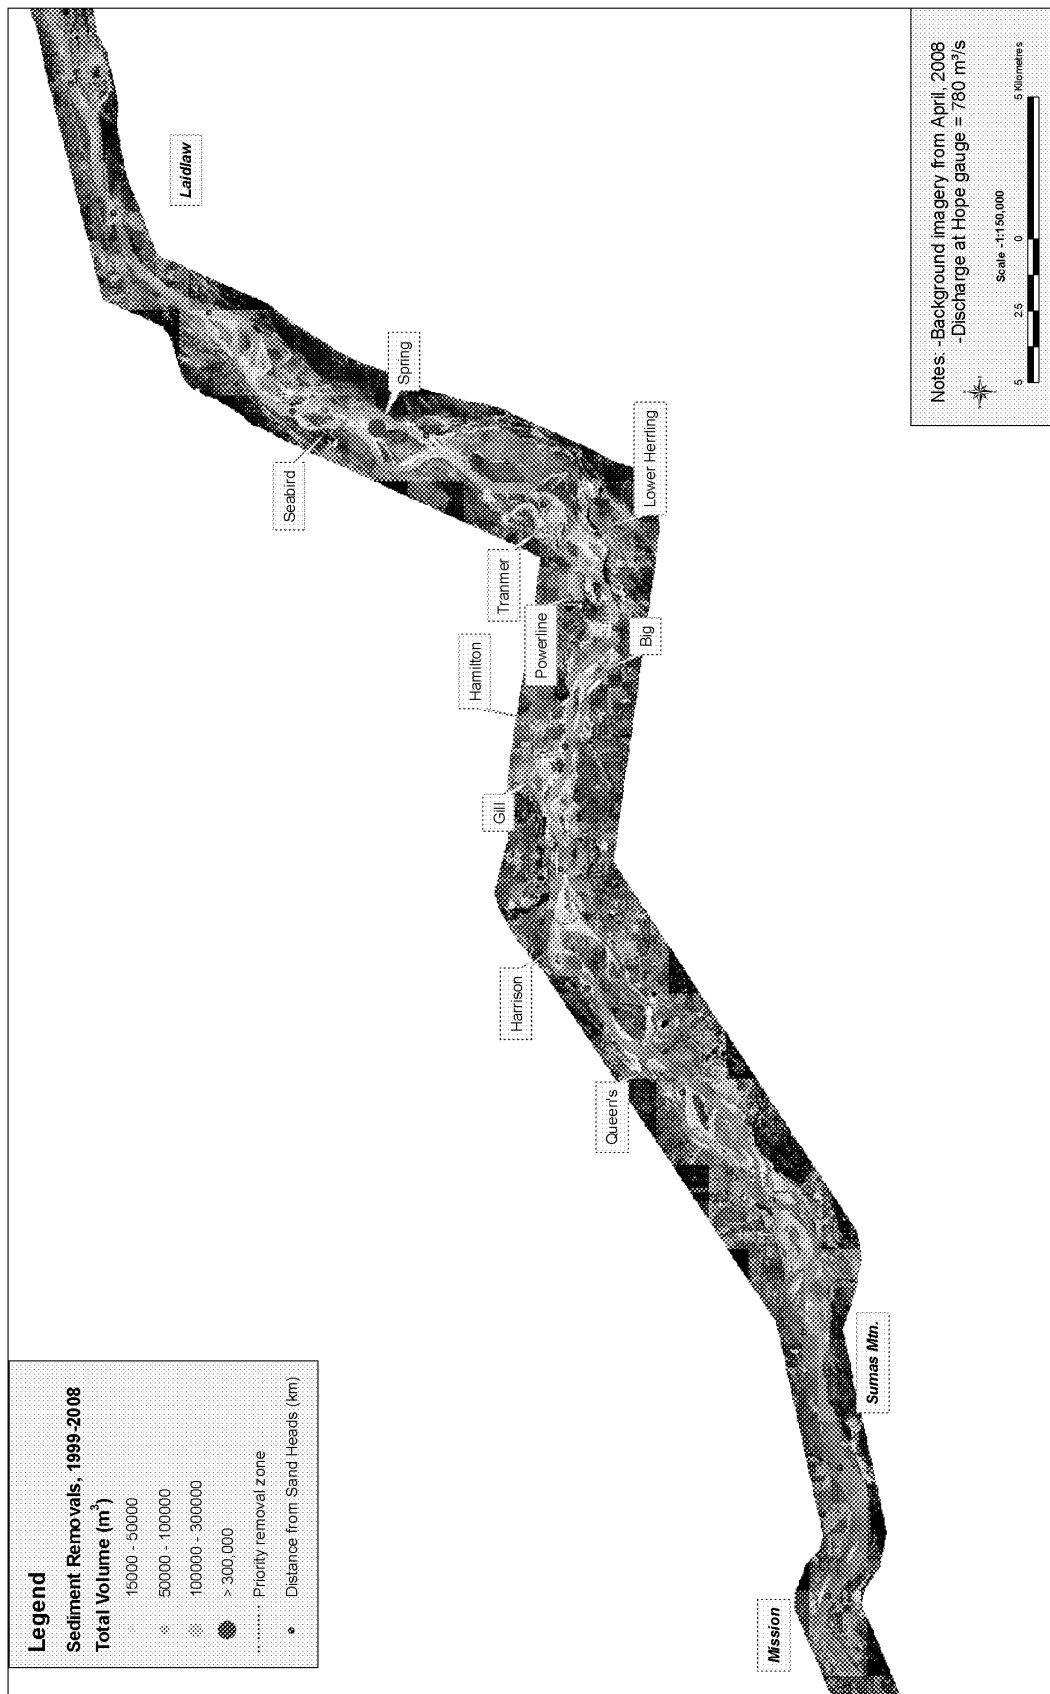 Legend
Sediment Removals, 1999-2008
Total Volume (m³)
15000 - 50000
50000 - 100000
100000 - 300000
> 300,000
Priority removal zone
Distance from Sand Heads (km)
Mission
Sumas Mtn.
Queen's
Harrison
Gill
Hamilton
Powerline
Big
Tranmer
Lower Herrling
Seabird
Spring
Laidlaw
Notes: -Background imagery from April, 2008
-Discharge at Hope gauge = 780 m³/s
Scale - 1:150,000
5 2.5 0 5 Kilometres